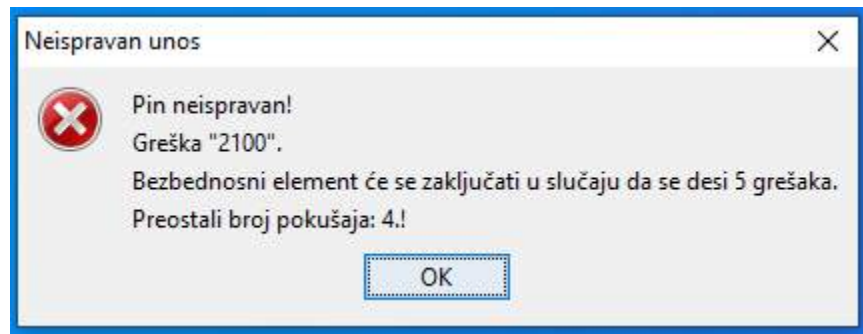 Neispravan unos
Pin neispravan!
Greška "2100".
Bezbednosni element će se zaključati u slučaju da se desi 5 grešaka.
Preostali broj pokušaja: 4.!
OK